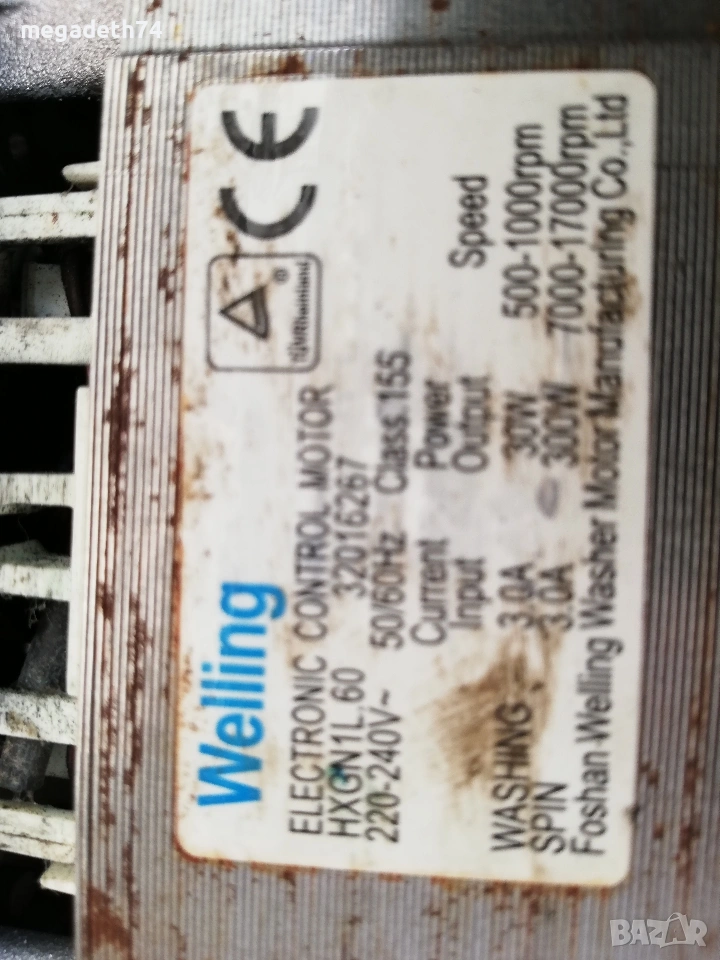 megadeth74
Welling
TÜVRheinland
CE
ELECTRONIC CONTROL MOTOR
HXGN1L.60 32016267
220-240V~ 50/60Hz Class:155
Current Power Speed
Input Output
WASHING 3.0A 30W 500-1000rpm
SPIN 3.0A 300W 7000-17000rpm
Foshan Welling Washer Motor Manufacturing Co.,Ltd
BAZAR